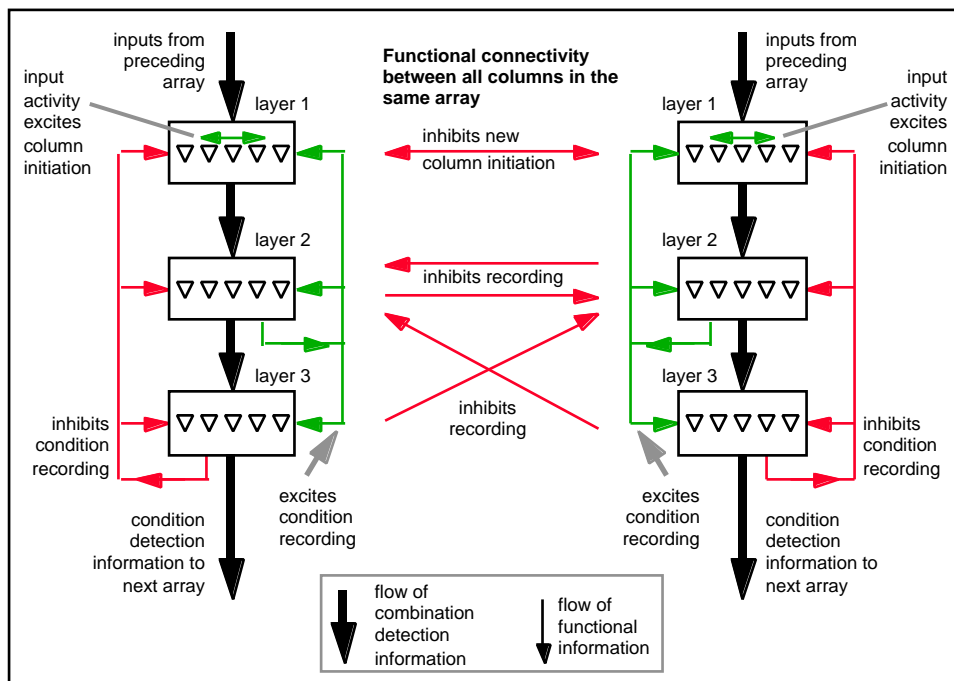 inputs from
preceding
array
input
activity
excites
column
initiation
layer 1
Functional connectivity
between all columns in the
same array
inhibits new
column initiation
inputs from
preceding
array
layer 1
input
activity
excites
column
initiation
layer 2
inhibits recording
layer 2
layer 3
inhibits
condition
recording
inhibits
recording
layer 3
inhibits
condition
recording
excites
condition
recording
excites
condition
recording
condition
detection
information to
next array
condition
detection
information to
next array
flow of
combination
detection
information
flow of
functional
information